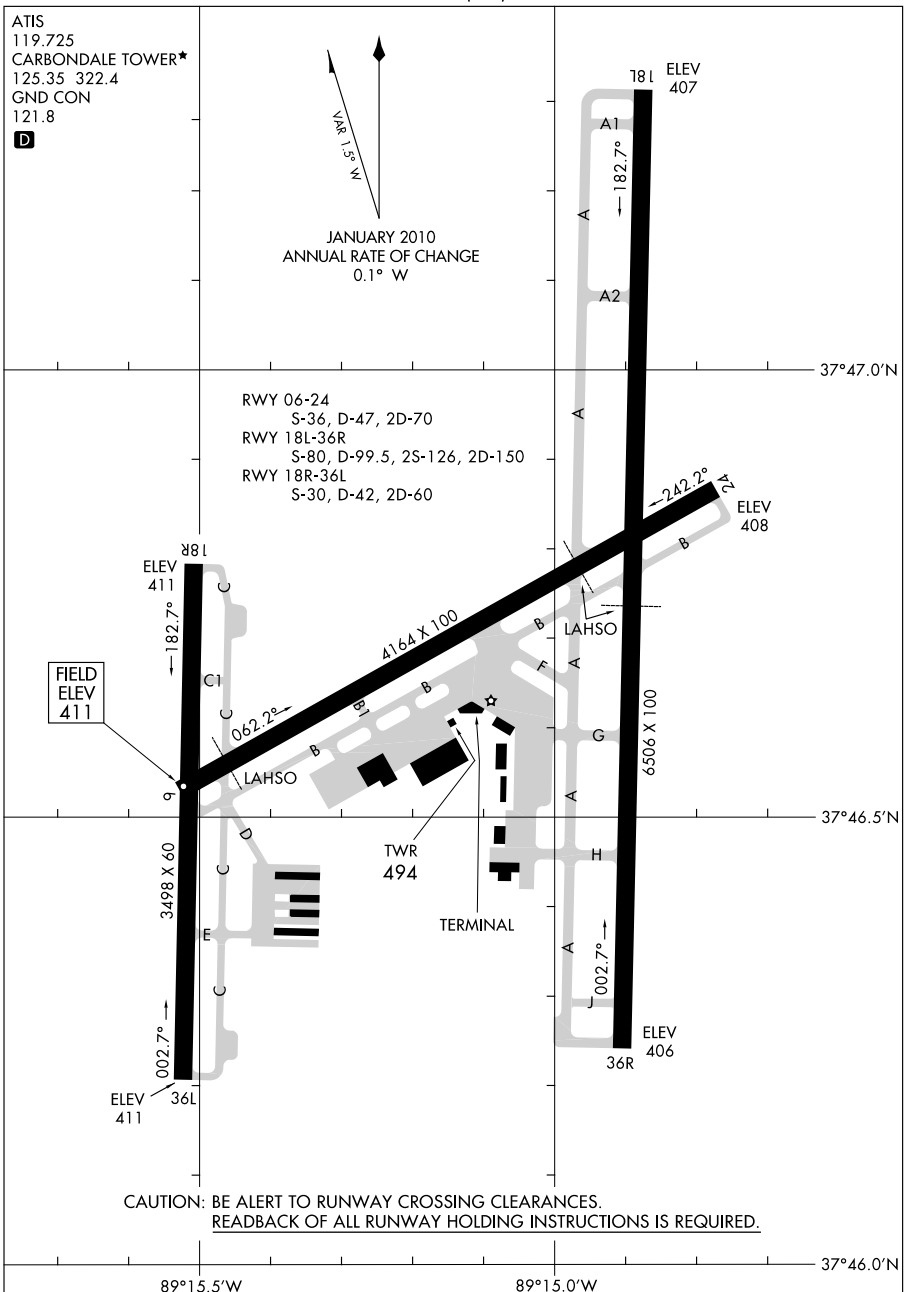 ATIS
119.725
CARBONDALE TOWER★
125.35 322.4
GND CON
121.8
D
VAR 1.5° W
JANUARY 2010
ANNUAL RATE OF CHANGE
0.1° W
18L
ELEV
407
A1
182.7°
A
A2
37°47.0'N
A
RWY 06-24
S-36, D-47, 2D-70
RWY 18L-36R
S-80, D-99.5, 2S-126, 2D-150
RWY 18R-36L
S-30, D-42, 2D-60
242.2°
24
ELEV
408
B
18R
ELEV
411
C
182.7°
4164 X 100
B
LAHSO
FIELD
ELEV
411
C1
C
062.2°
B
B1
B
F
A
G
6506 X 100
LAHSO
6
A
37°46.5'N
D
TWR
494
H
C
3498 X 60
TERMINAL
E
A
002.7°
C
J
002.7°
ELEV
406
36R
ELEV
411
36L
CAUTION: BE ALERT TO RUNWAY CROSSING CLEARANCES.
READBACK OF ALL RUNWAY HOLDING INSTRUCTIONS IS REQUIRED.
37°46.0'N
89°15.5'W
89°15.0'W